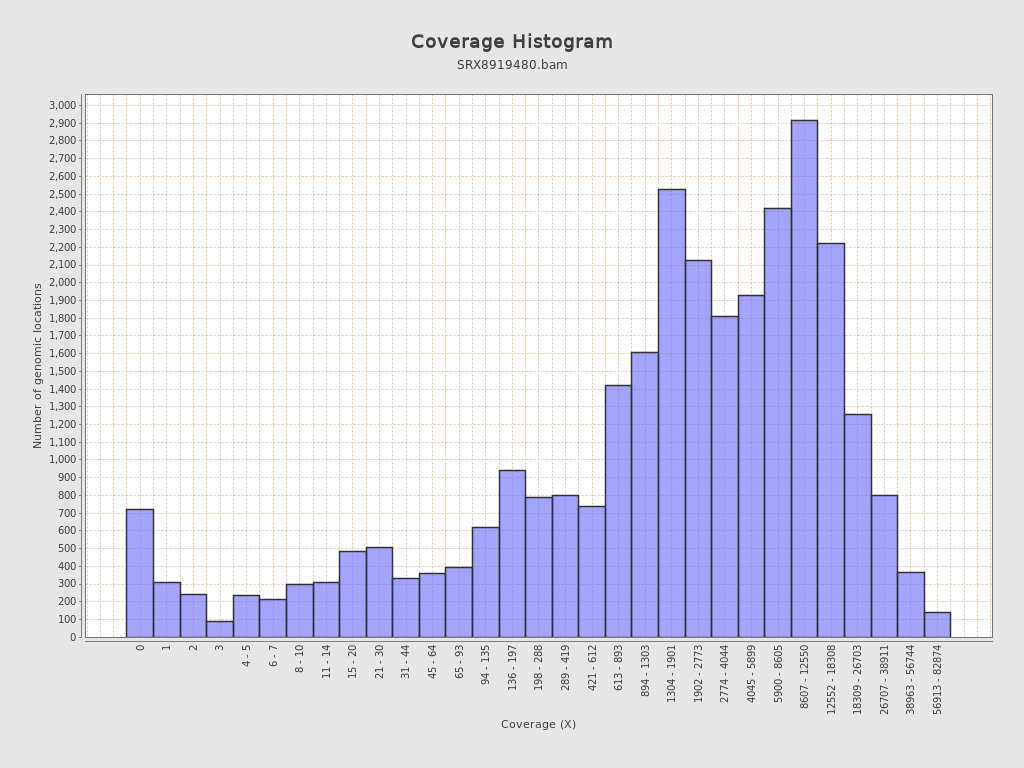 Coverage Histogram
SRX8919480.bam
Number of genomic locations
3,000
2,900
2,800
2,700
2,600
2,500
2,400
2,300
2,200
2,100
2,000
1,900
1,800
1,700
1,600
1,500
1,400
1,300
1,200
1,100
1,000
900
800
700
600
500
400
300
200
100
0
0
1
2
3
4 - 5
6 - 7
8 - 10
11 - 14
15 - 20
21 - 30
31 - 44
45 - 64
65 - 93
94 - 135
136 - 197
198 - 288
289 - 419
421 - 612
613 - 893
894 - 1303
1304 - 1901
1902 - 2773
2774 - 4044
4045 - 5899
5900 - 8605
8607 - 12550
12552 - 18308
18309 - 26703
26707 - 38911
38963 - 56744
56913 - 82874
Coverage (X)